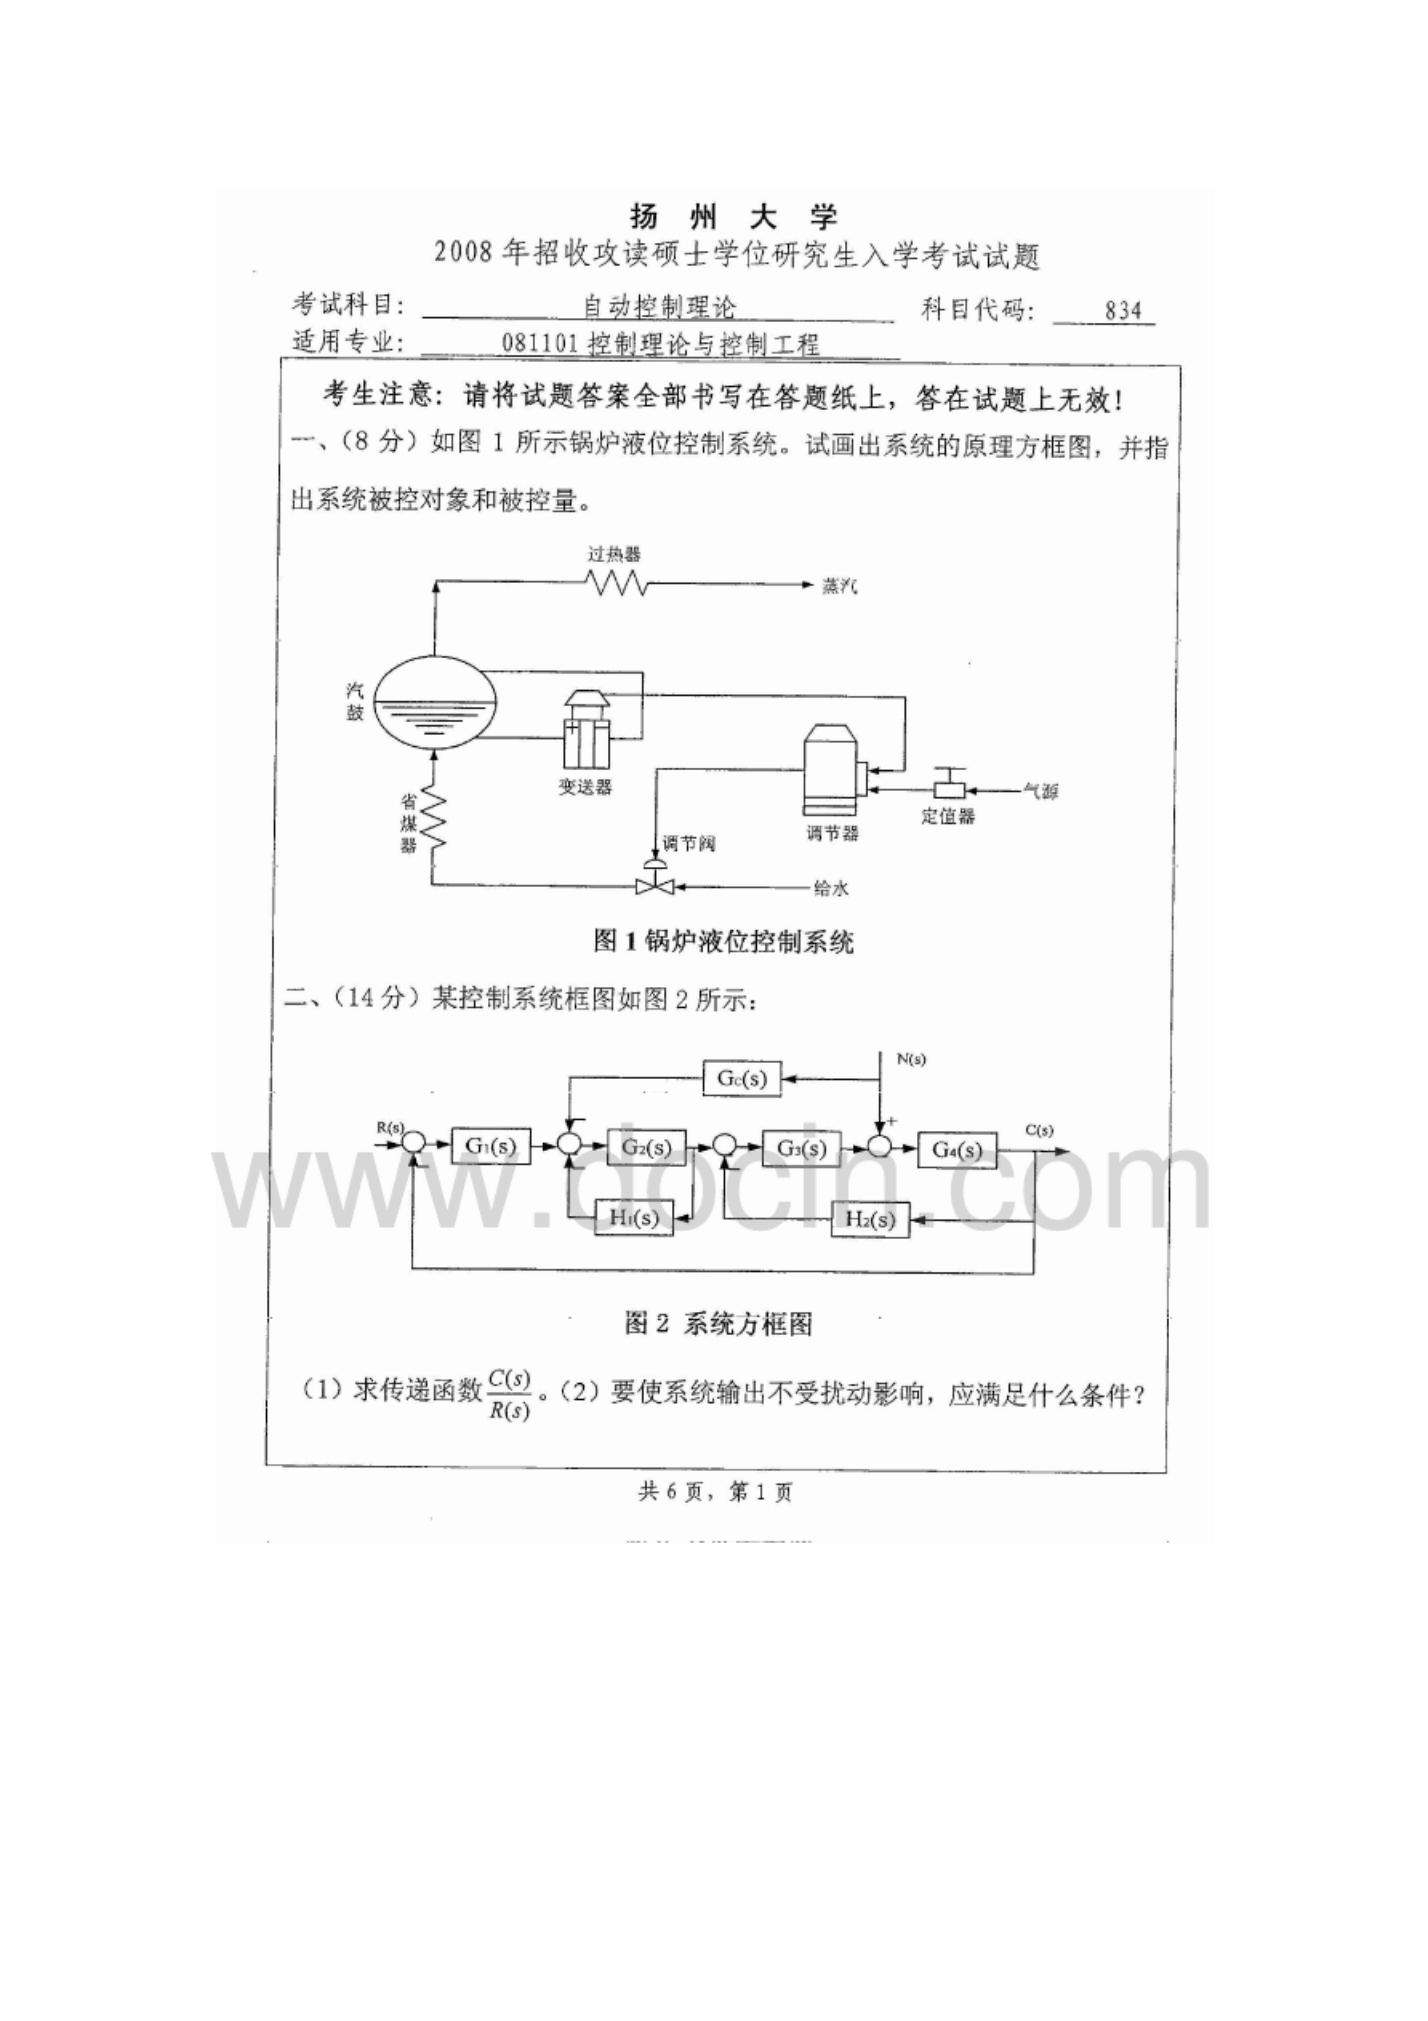 扬 州 大 学
2008 年招收攻读硕士学位研究生入学考试试题
考试科目： 自动控制理论 科目代码： 834
适用专业： 081101 控制理论与控制工程
考生注意：请将试题答案全部书写在答题纸上，答在试题上无效！
一、（8 分）如图 1 所示锅炉液位控制系统。试画出系统的原理方框图，并指
出系统被控对象和被控量。
过热器
蒸汽
汽鼓
变送器
省煤器
调节阀
调节器
定值器
气源
给水
图 1 锅炉液位控制系统
二、（14 分）某控制系统框图如图 2 所示：
N(s)
Gc(s)
R(s) G1(s) G2(s) G3(s) + G4(s) C(s)
H1(s) H2(s)
www.docin.com
图 2 系统方框图
（1）求传递函数 C(s)/R(s) 。（2）要使系统输出不受扰动影响，应满足什么条件？
共 6 页，第 1 页